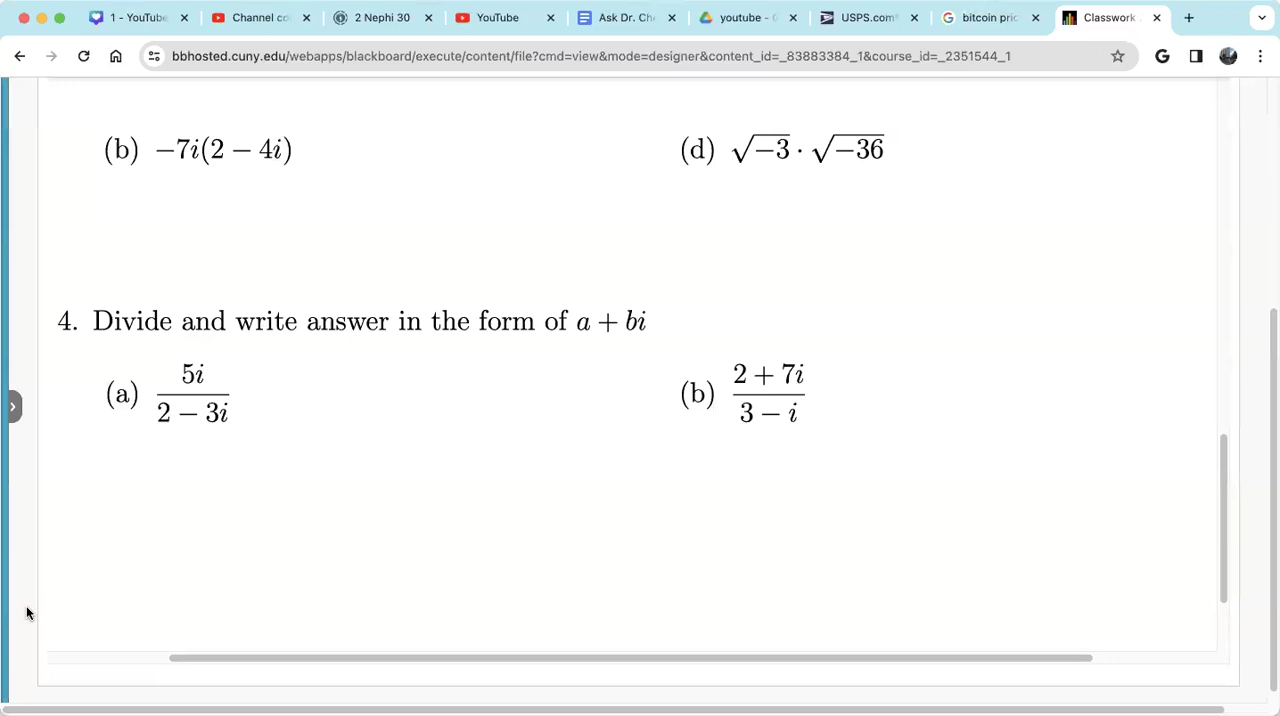 1 - YouTube
Channel co
2 Nephi 30
YouTube
Ask Dr. Ch
youtube - G
USPS.com®
bitcoin pric
Classwork
bbhosted.cuny.edu/webapps/blackboard/execute/content/file?cmd=view&mode=designer&content_id=_83883384_1&course_id=_2351544_1
(b) −7i(2 − 4i)
(d) √−3 · √−36
4. Divide and write answer in the form of a + bi
(a) 5i / (2 − 3i)
(b) (2 + 7i) / (3 − i)